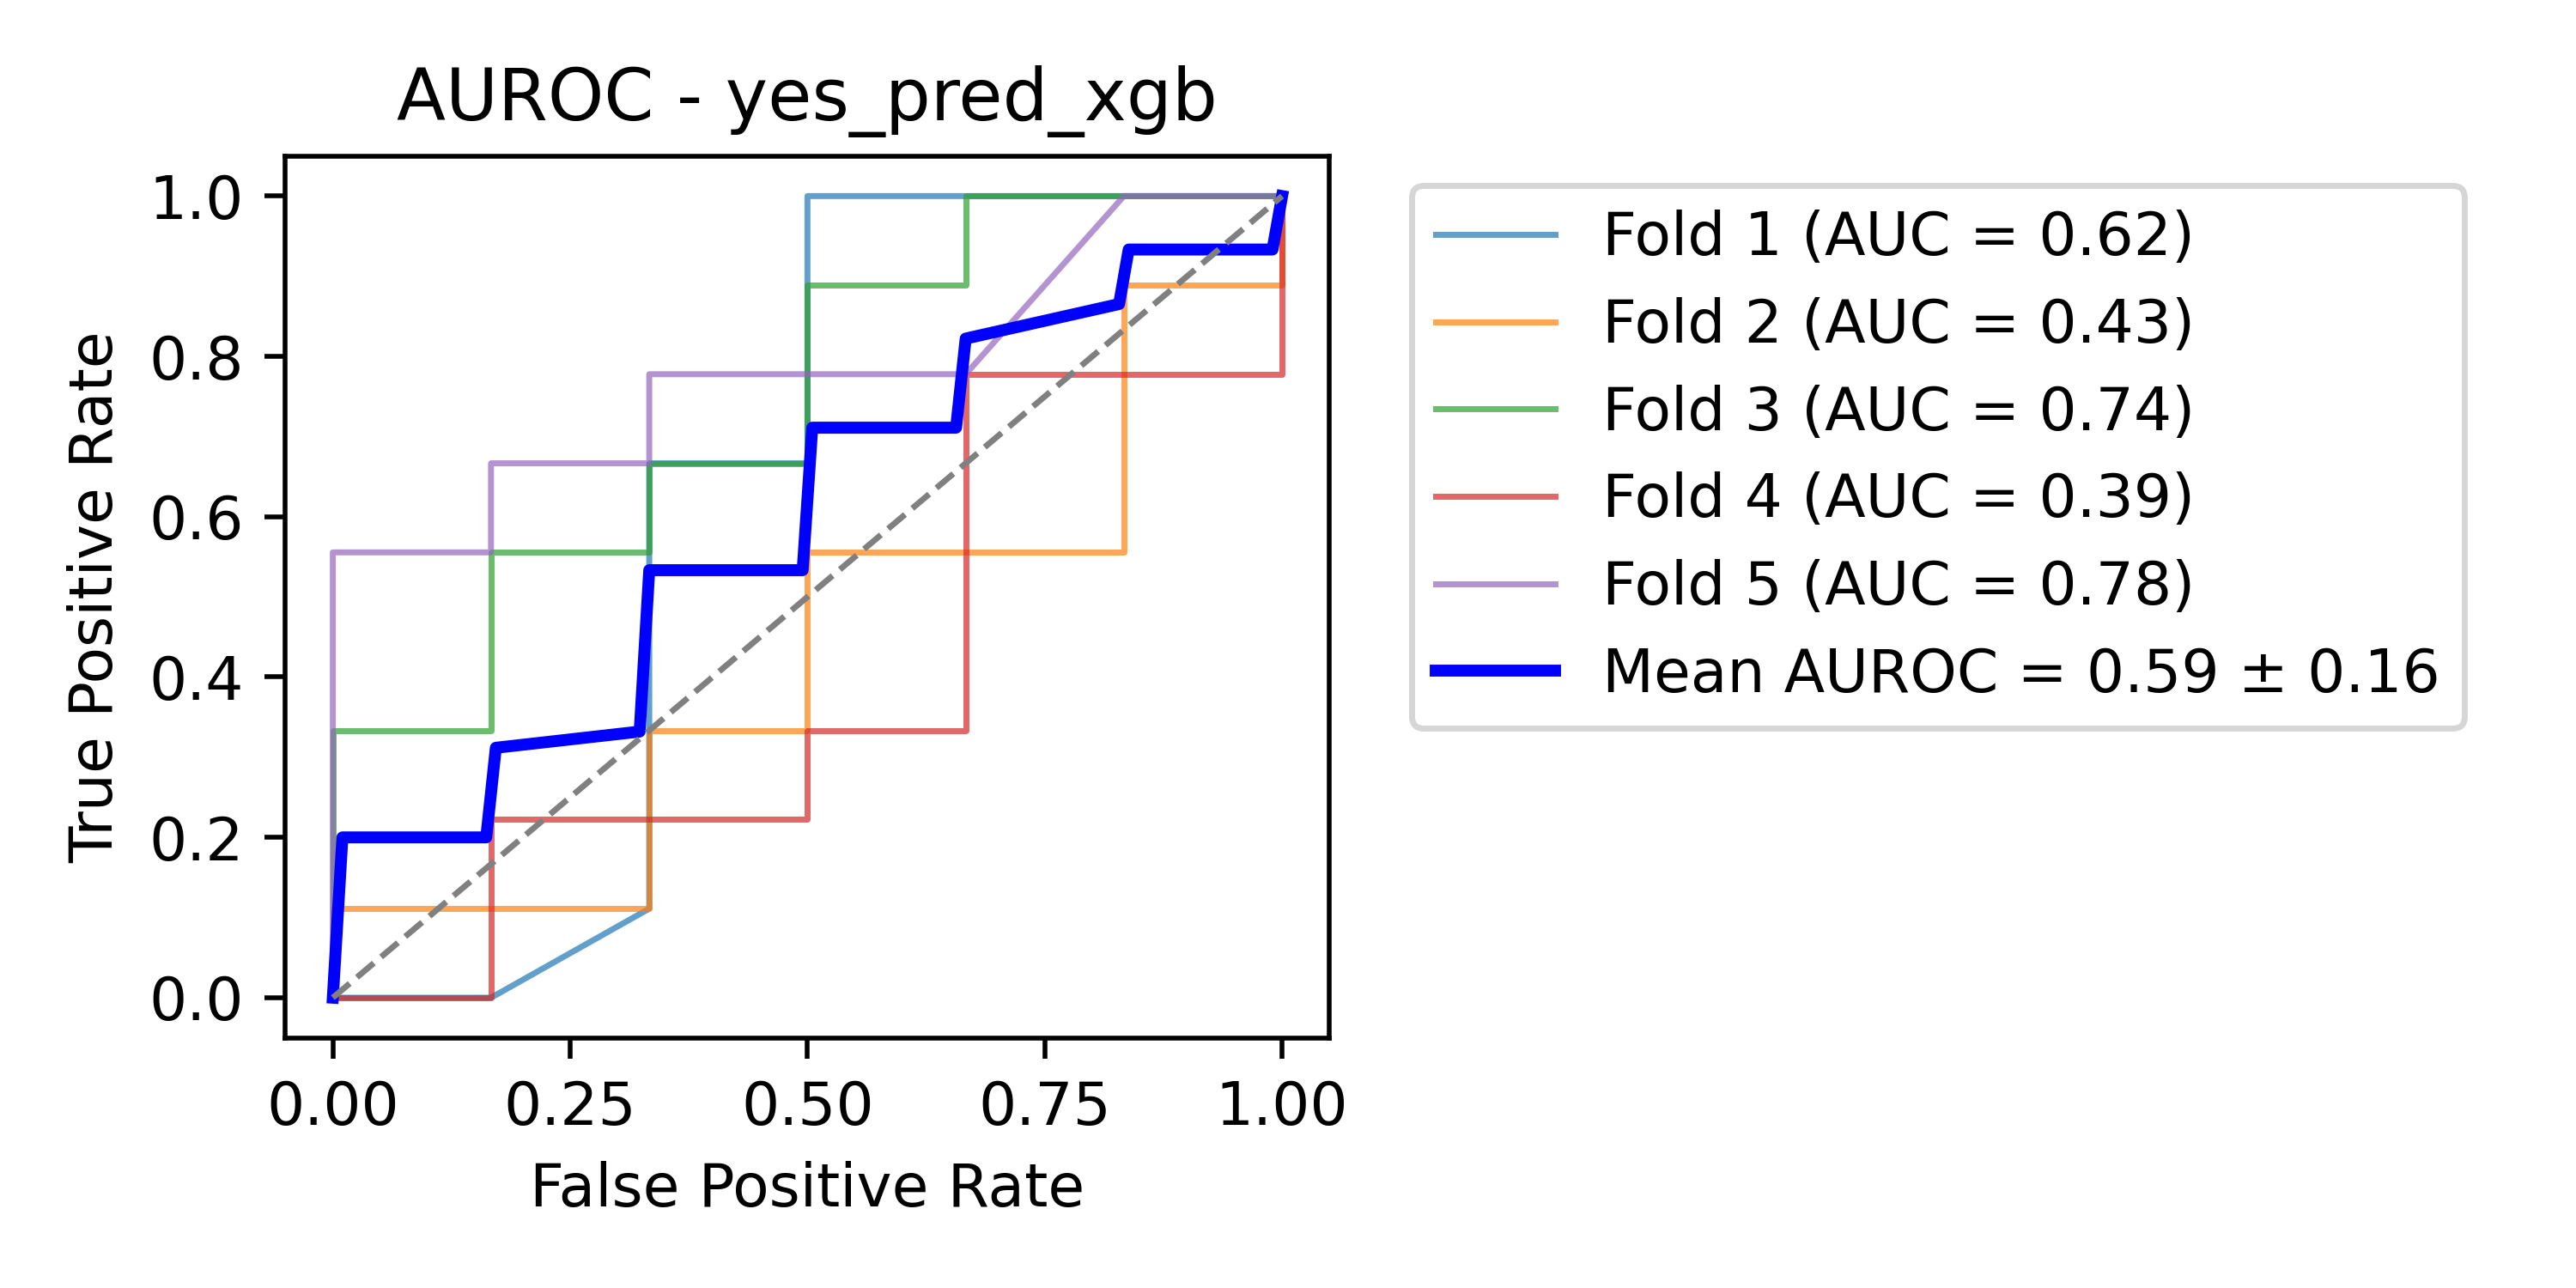 AUROC - yes_pred_xgb
True Positive Rate
1.0
0.8
0.6
0.4
0.2
0.0
0.00 0.25 0.50 0.75 1.00
False Positive Rate
Fold 1 (AUC = 0.62)
Fold 2 (AUC = 0.43)
Fold 3 (AUC = 0.74)
Fold 4 (AUC = 0.39)
Fold 5 (AUC = 0.78)
Mean AUROC = 0.59 ± 0.16